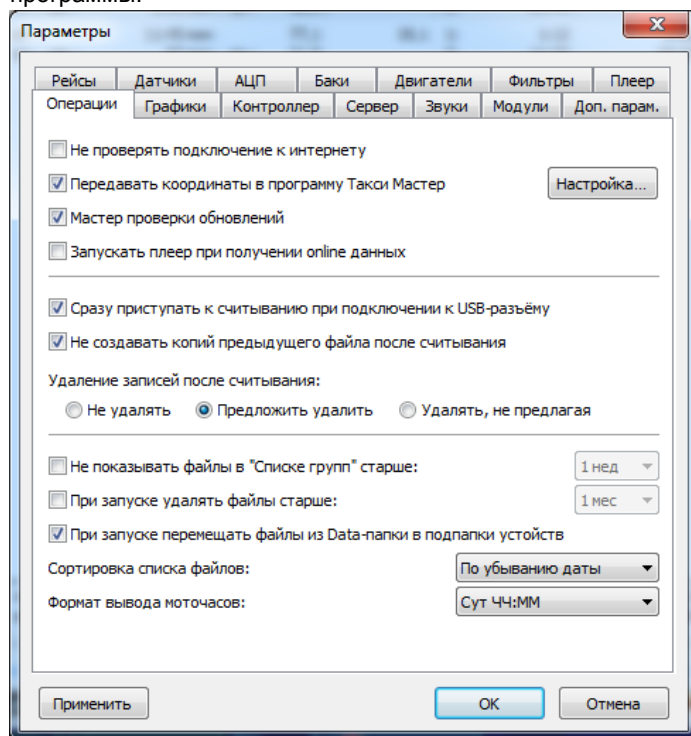 программы.
Параметры
Рейсы Датчики АЦП Баки Двигатели Фильтры Плеер
Операции Графики Контроллер Сервер Звуки Модули Доп. парам.
Не проверять подключение к интернету
Передавать координаты в программу Такси Мастер Настройка...
Мастер проверки обновлений
Запускать плеер при получении online данных
Сразу приступать к считыванию при подключении к USB-разъёму
Не создавать копий предыдущего файла после считывания
Удаление записей после считывания:
Не удалять Предложить удалить Удалять, не предлагая
Не показывать файлы в "Списке групп" старше: 1 нед
При запуске удалять файлы старше: 1 мес
При запуске перемещать файлы из Data-папки в подпапки устойств
Сортировка списка файлов: По убыванию даты
Формат вывода моточасов: Сут ЧЧ:ММ
Применить OK Отмена